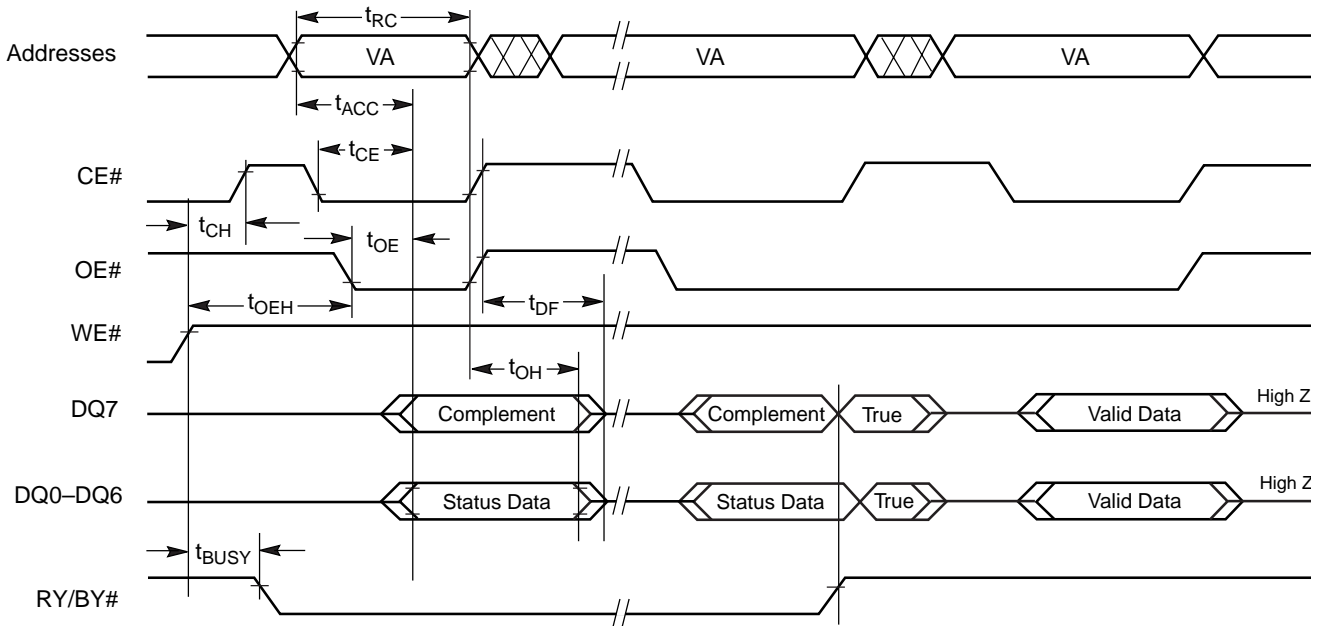 tRC
Addresses VA VA VA
tACC
tCE
CE#
tCH
tOE
OE#
tOEH tDF
WE#
tOH
DQ7 Complement Complement True Valid Data High Z
DQ0–DQ6 Status Data Status Data True Valid Data High Z
tBUSY
RY/BY#